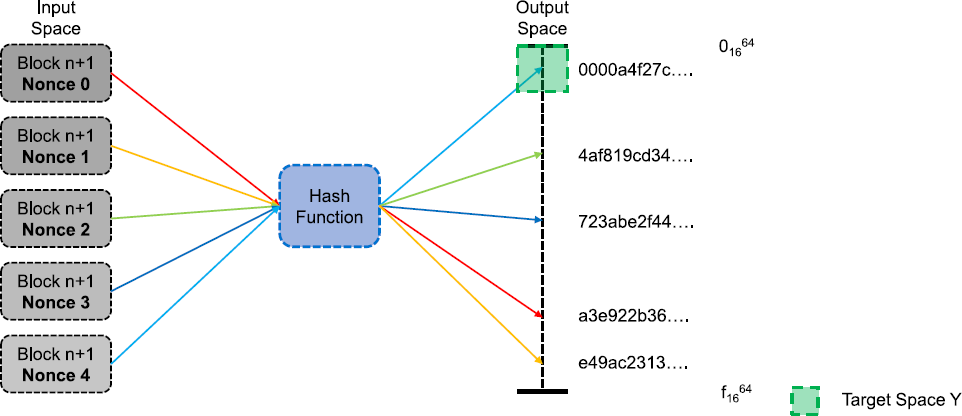 Input
Space
Block n+1
Nonce 0
Block n+1
Nonce 1
Block n+1
Nonce 2
Block n+1
Nonce 3
Block n+1
Nonce 4
Hash
Function
Output
Space
0₁₆⁶⁴
0000a4f27c….
4af819cd34….
723abe2f44….
a3e922b36….
e49ac2313….
f₁₆⁶⁴
Target Space Y